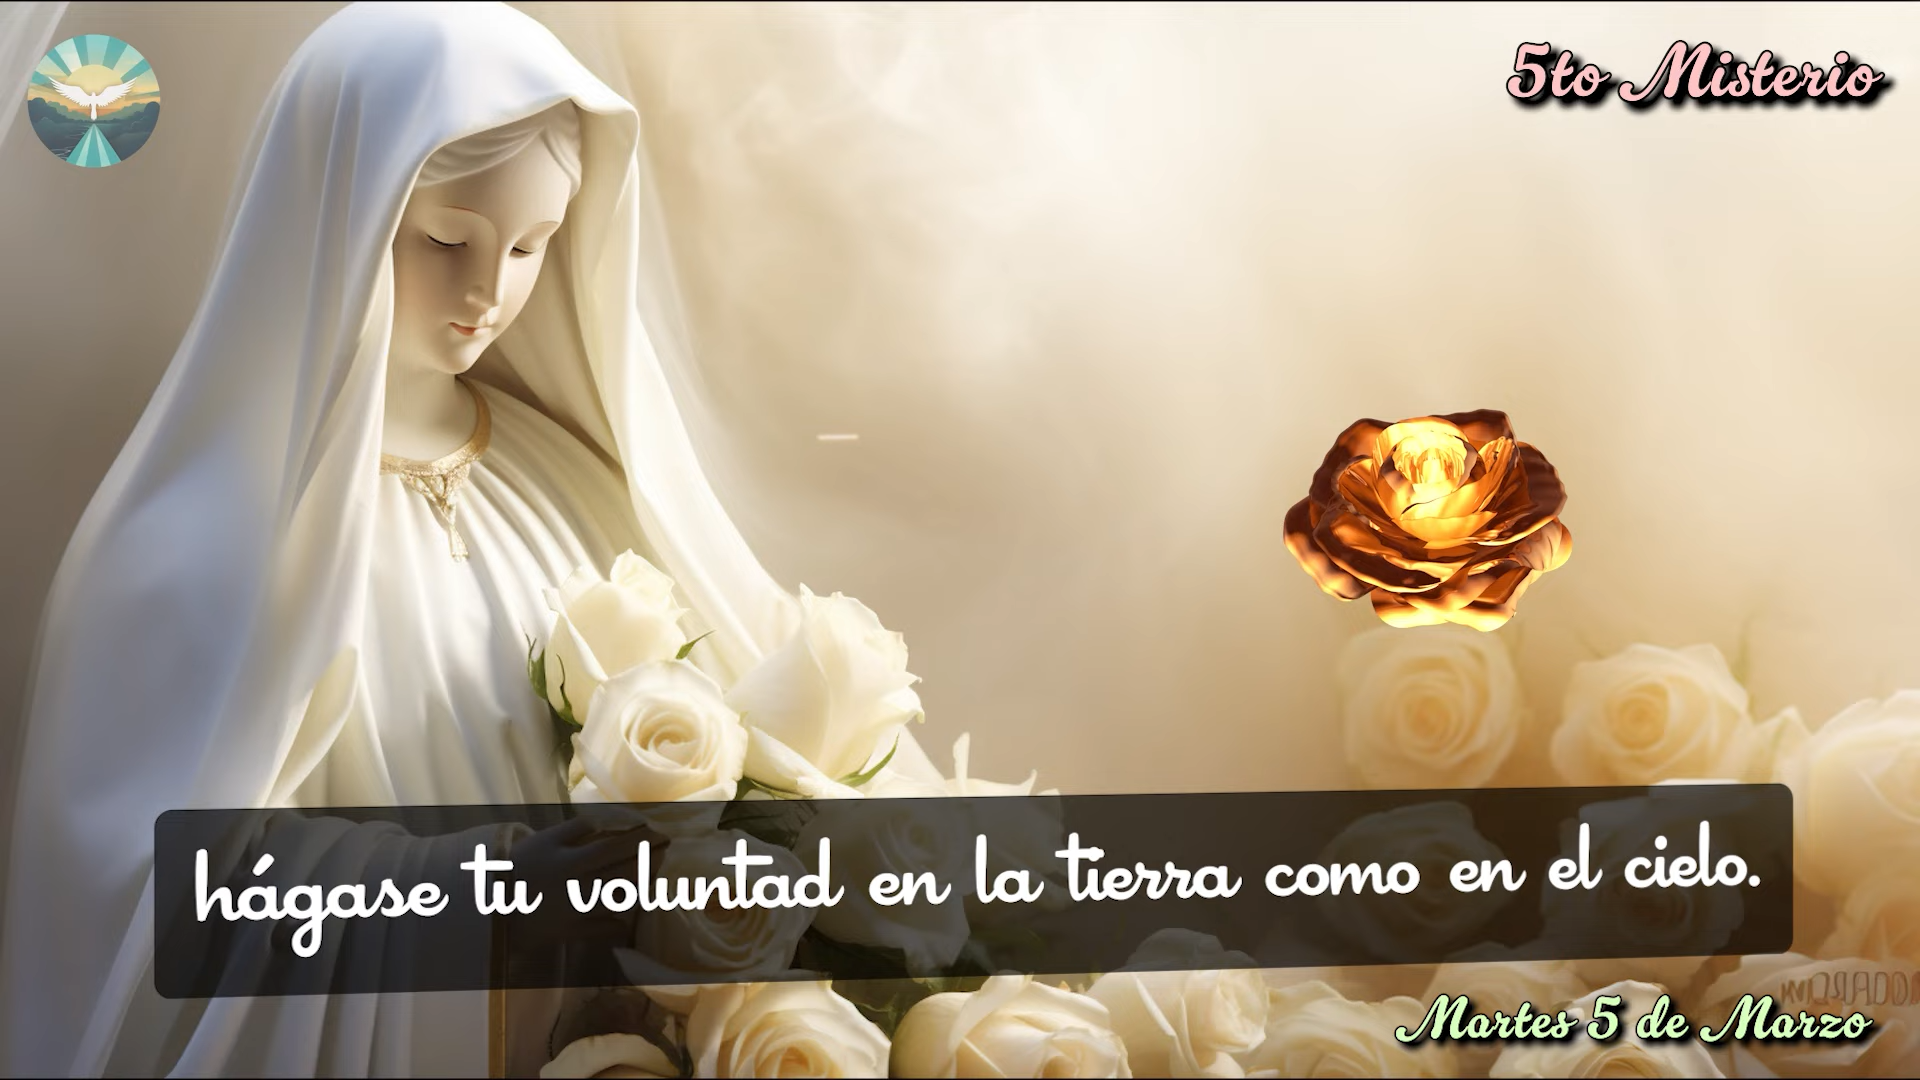 5to Misterio
hágase tu voluntad en la tierra como en el cielo.
Martes 5 de Marzo